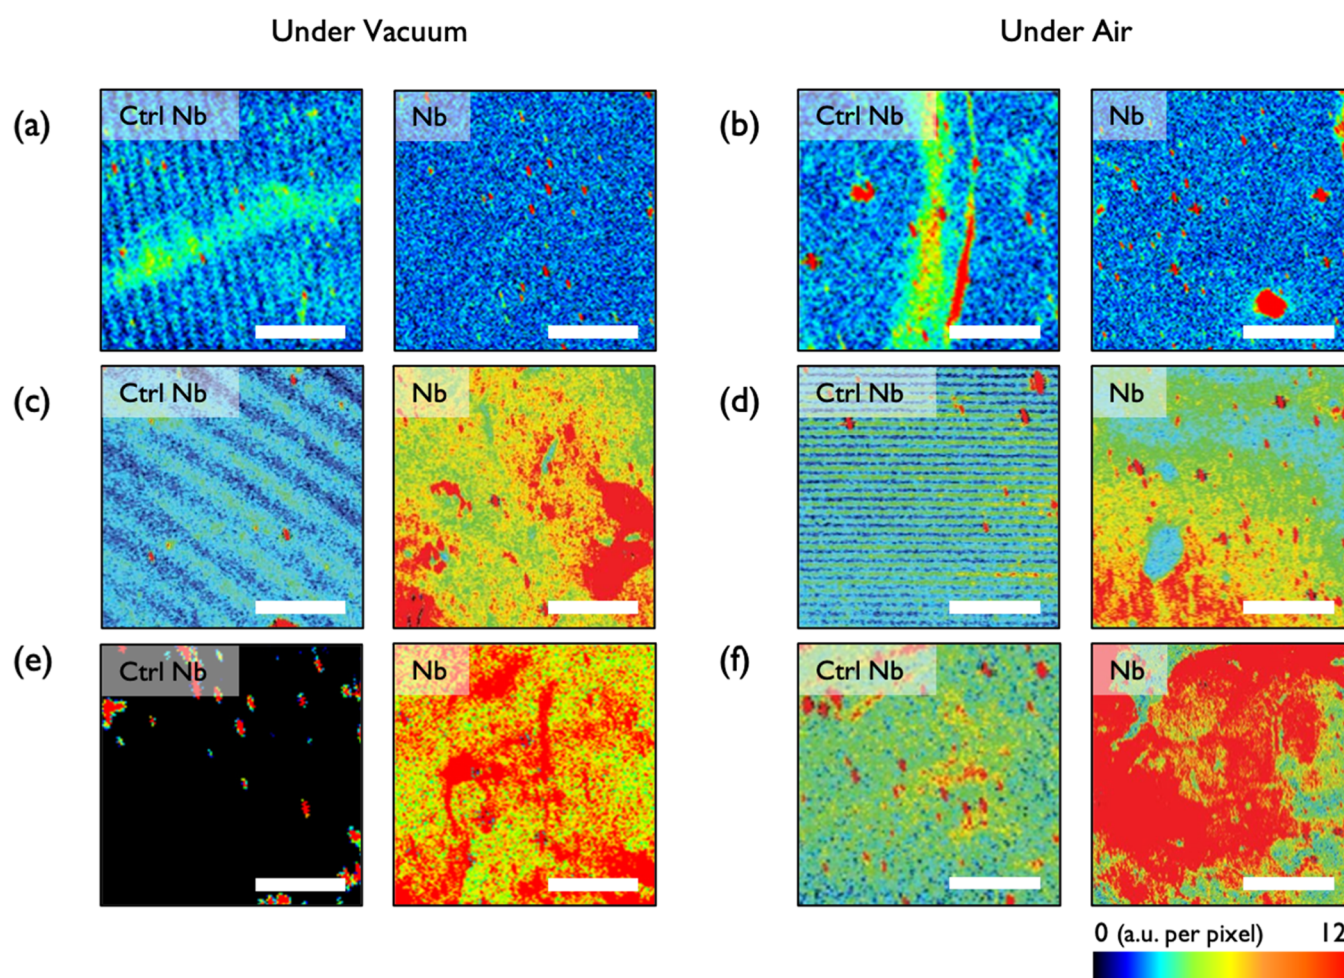 Under Vacuum
Under Air
(a)
Ctrl Nb
Nb
(b)
Ctrl Nb
Nb
(c)
Ctrl Nb
Nb
(d)
Ctrl Nb
Nb
(e)
Ctrl Nb
Nb
(f)
Ctrl Nb
Nb
0 (a.u. per pixel) 12